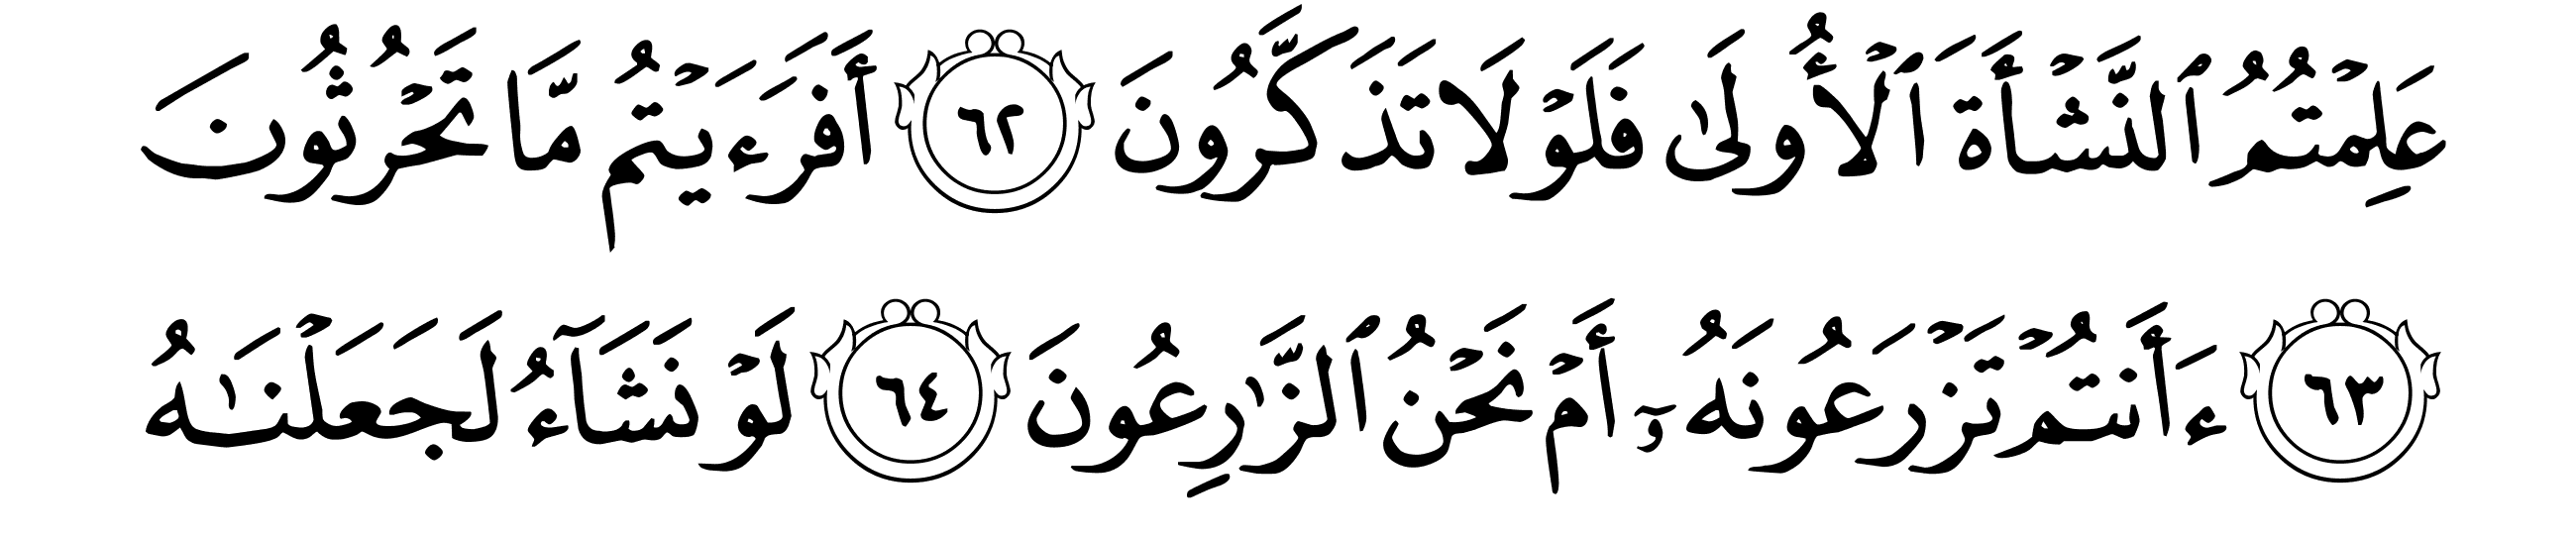 عَلِمْتُمُ ٱلنَّشْأَةَ ٱلْأُولَىٰ فَلَوْلَا تَذَكَّرُونَ ٦٢ أَفَرَءَيْتُم مَّا تَحْرُثُونَ
٦٣ ءَأَنتُمْ تَزْرَعُونَهُۥٓ أَمْ نَحْنُ ٱلزَّٰرِعُونَ ٦٤ لَوْ نَشَآءُ لَجَعَلْنَـٰهُ